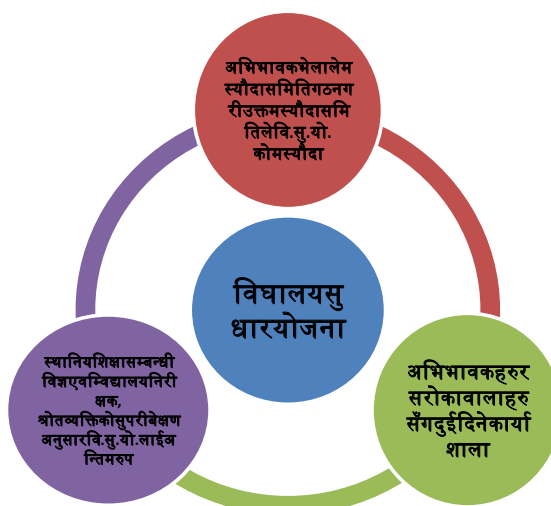 अभिभावकभेलालेम
स्यौदासमितिगठनग
रीउक्तमस्यौदासमि
तिलेवि.सु.यो.
कोमस्यौदा
विघालयसु
धारयोजना
स्थानियशिक्षासम्बन्धी
विज्ञएवम्विद्यालयनिरी
क्षक,
श्रोतव्यक्तिकोसुपरीबेक्षण
अनुसारवि.सु.यो.लाईअ
न्तिमरुप
अभिभावकहरुर
सरोकावालाहरु
सँगदुईदिनेकार्या
शाला